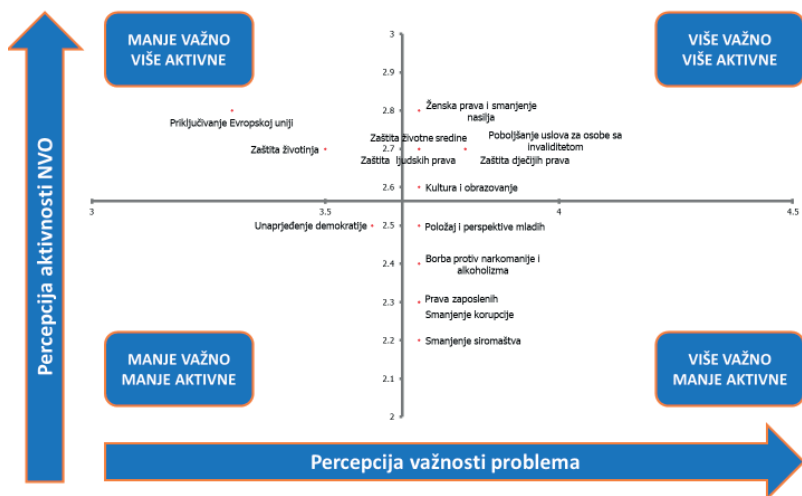 MANJE VAŽNO
VIŠE AKTIVNE
VIŠE VAŽNO
VIŠE AKTIVNE
Percepcija aktivnosti NVO
3
2.9
2.8
2.7
2.6
2.5
2.4
2.3
2.2
2.1
2
3
3.5
4
4.5
Priključivanje Evropskoj uniji
Ženska prava i smanjenje
nasilja
Zaštita životinja
Zaštita životne sredine
Poboljšanje uslova za osobe sa
invaliditetom
Zaštita ljudskih prava
Zaštita dječijih prava
Kultura i obrazovanje
Unaprjeđenje demokratije
Položaj i perspektive mladih
Borba protiv narkomanije i
alkoholizma
Prava zaposlenih
Smanjenje korupcije
Smanjenje siromaštva
MANJE VAŽNO
MANJE AKTIVNE
VIŠE VAŽNO
MANJE AKTIVNE
Percepcija važnosti problema